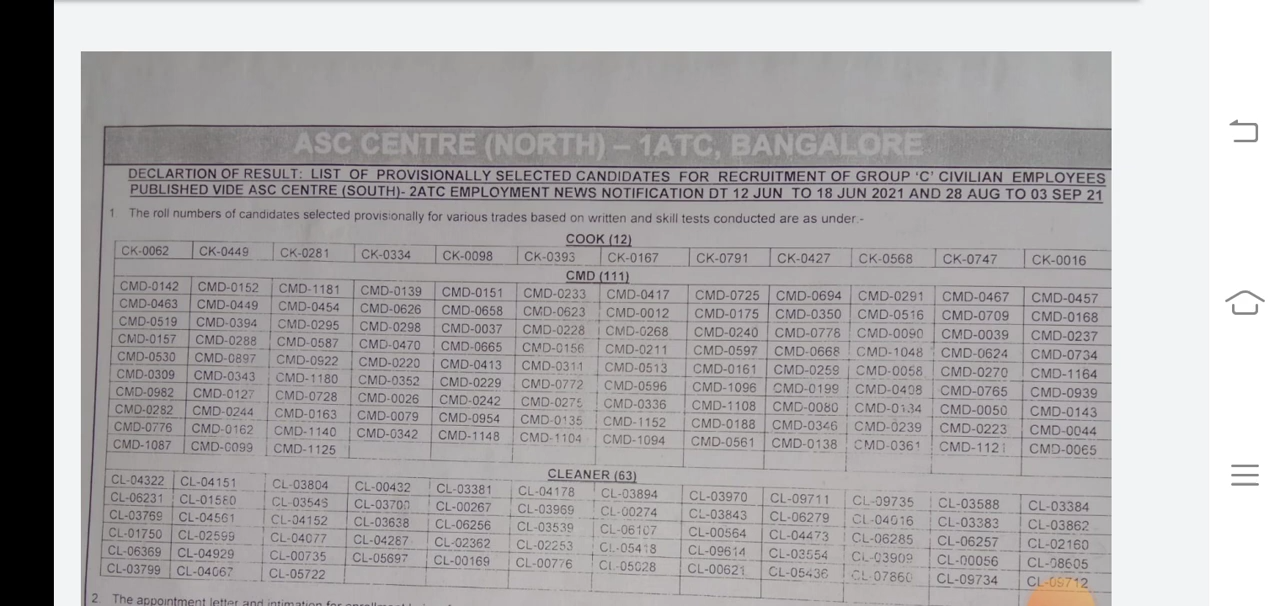 ASC CENTRE (NORTH) – 1ATC, BANGALORE
DECLARTION OF RESULT: LIST OF PROVISIONALLY SELECTED CANDIDATES FOR RECRUITMENT OF GROUP 'C' CIVILIAN EMPLOYEES
PUBLISHED VIDE ASC CENTRE (SOUTH)- 2ATC EMPLOYMENT NEWS NOTIFICATION DT 12 JUN TO 18 JUN 2021 AND 28 AUG TO 03 SEP 21
1. The roll numbers of candidates selected provisionally for various trades based on written and skill tests conducted are as under:-
COOK (12)
CK-0062 CK-0449 CK-0281 CK-0334 CK-0098 CK-0393 CK-0167 CK-0791 CK-0427 CK-0568 CK-0747 CK-0016
CMD (111)
CMD-0142 CMD-0152 CMD-1181 CMD-0139 CMD-0151 CMD-0233 CMD-0417 CMD-0725 CMD-0694 CMD-0291 CMD-0467 CMD-0457
CMD-0463 CMD-0449 CMD-0454 CMD-0626 CMD-0658 CMD-0623 CMD-0012 CMD-0175 CMD-0350 CMD-0516 CMD-0709 CMD-0168
CMD-0519 CMD-0394 CMD-0295 CMD-0298 CMD-0037 CMD-0228 CMD-0268 CMD-0240 CMD-0778 CMD-0090 CMD-0039 CMD-0237
CMD-0157 CMD-0288 CMD-0587 CMD-0470 CMD-0665 CMD-0156 CMD-0211 CMD-0597 CMD-0668 CMD-1048 CMD-0624 CMD-0734
CMD-0530 CMD-0897 CMD-0922 CMD-0220 CMD-0413 CMD-0311 CMD-0513 CMD-0161 CMD-0259 CMD-0058 CMD-0270 CMD-1164
CMD-0309 CMD-0343 CMD-1180 CMD-0352 CMD-0229 CMD-0772 CMD-0596 CMD-1096 CMD-0199 CMD-0408 CMD-0765 CMD-0939
CMD-0982 CMD-0127 CMD-0728 CMD-0026 CMD-0242 CMD-0275 CMD-0336 CMD-1108 CMD-0080 CMD-0134 CMD-0050 CMD-0143
CMD-0282 CMD-0244 CMD-0163 CMD-0079 CMD-0954 CMD-0135 CMD-1152 CMD-0188 CMD-0346 CMD-0239 CMD-0223 CMD-0044
CMD-0776 CMD-0162 CMD-1140 CMD-0342 CMD-1148 CMD-1104 CMD-1094 CMD-0561 CMD-0138 CMD-0361 CMD-1121 CMD-0065
CMD-1087 CMD-0099 CMD-1125
CLEANER (63)
CL-04322 CL-04151 CL-03804 CL-00432 CL-03381 CL-04178 CL-03894 CL-03970 CL-09711 CL-09735 CL-03588 CL-03384
CL-06231 CL-01580 CL-03545 CL-00267 CL-03969 CL-00274 CL-03843 CL-06279 CL-04016 CL-03383 CL-03862
CL-03769 CL-04561 CL-04152 CL-03638 CL-06256 CL-03539 CL-06107 CL-00564 CL-04473 CL-06285 CL-06257 CL-02160
CL-01750 CL-02599 CL-04077 CL-04287 CL-02362 CL-02253 CL-05418 CL-09614 CL-03554 CL-03909 CL-00056 CL-08605
CL-06369 CL-04929 CL-00735 CL-05697 CL-00169 CL-00776 CL-05028 CL-00621 CL-05436 CL-07860 CL-09734 CL-09712
CL-03799 CL-04067 CL-05722
2. The appointment letter and intimation for